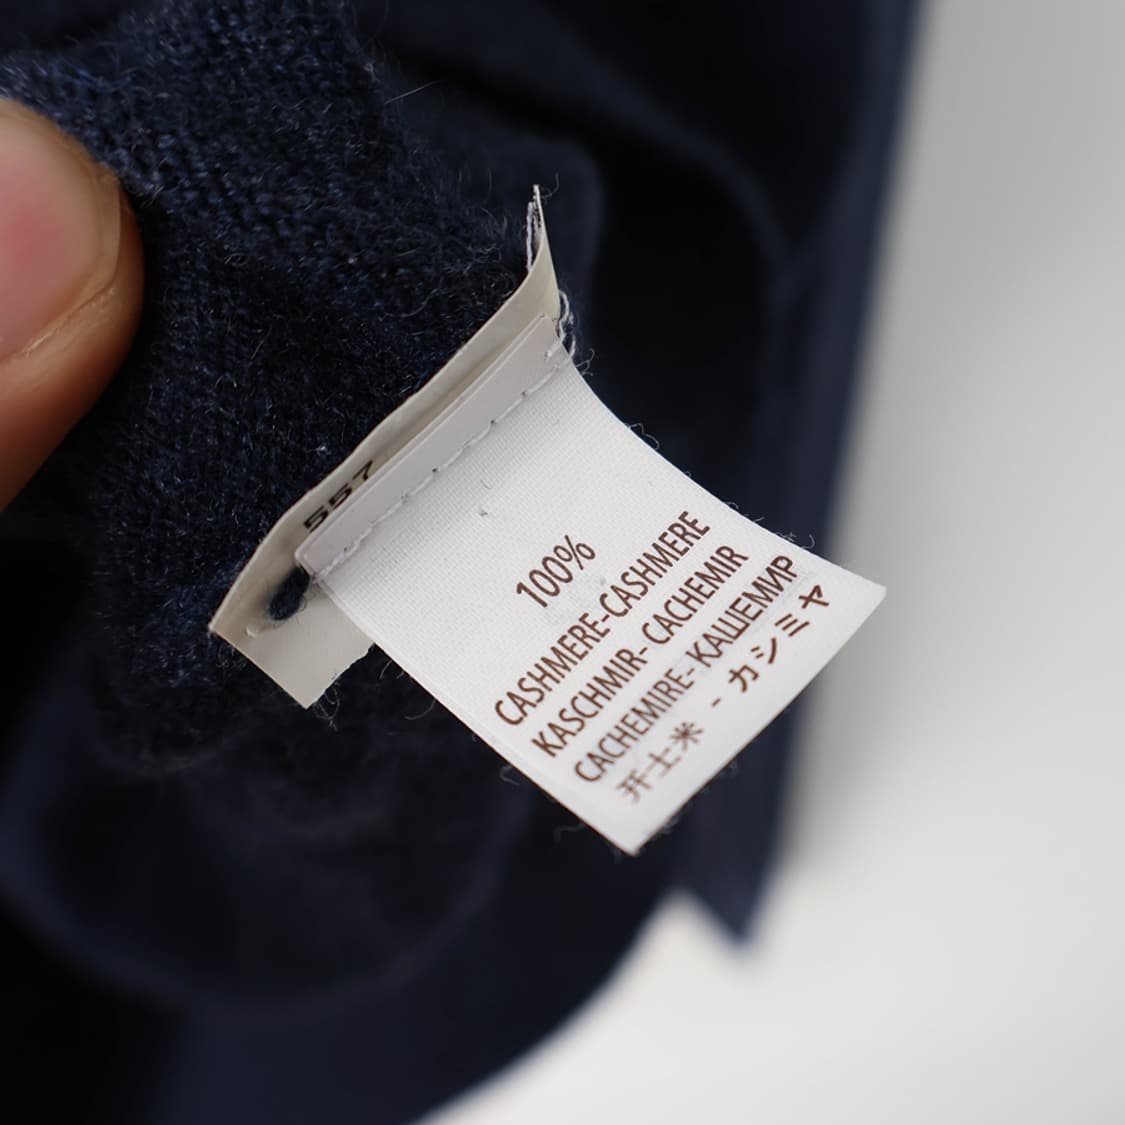 557
100%
CASHMERE-CASHMERE
KASCHMIR- CACHEMIR
CACHEMIRE-КАШЕМИР
开士米 - カシミヤ